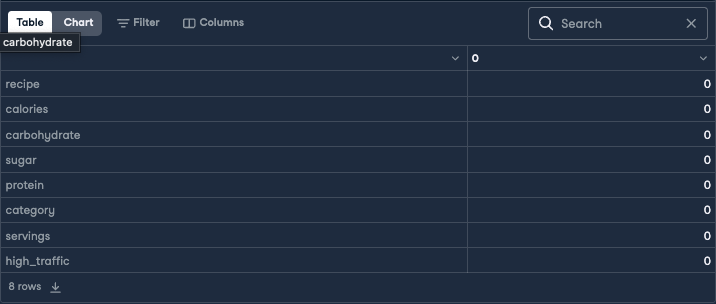 Table Chart Filter Columns Search
carbohydrate
0
recipe 0
calories 0
carbohydrate 0
sugar 0
protein 0
category 0
servings 0
high_traffic 0
8 rows